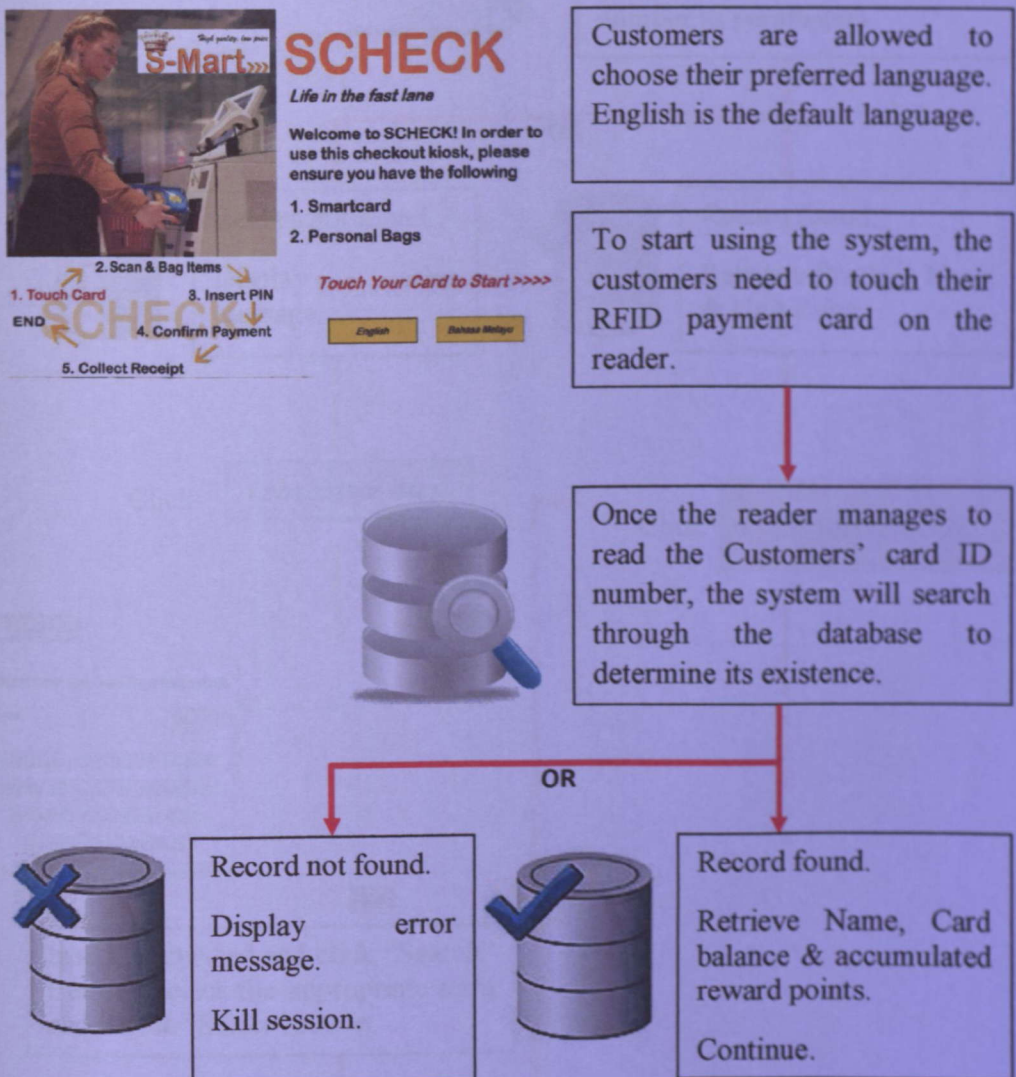 High quality, low price
S-Mart>>>
SCHECK
Life in the fast lane
Welcome to SCHECK! In order to
use this checkout kiosk, please
ensure you have the following
1. Smartcard
2. Personal Bags
Touch Your Card to Start >>>>
English
Bahasa Melayu
SCHECK
1. Touch Card
2. Scan & Bag Items
3. Insert PIN
4. Confirm Payment
5. Collect Receipt
END
Customers are allowed to
choose their preferred language.
English is the default language.
To start using the system, the
customers need to touch their
RFID payment card on the
reader.
Once the reader manages to
read the Customers' card ID
number, the system will search
through the database to
determine its existence.
OR
Record not found.
Display error
message.
Kill session.
Record found.
Retrieve Name, Card
balance & accumulated
reward points.
Continue.